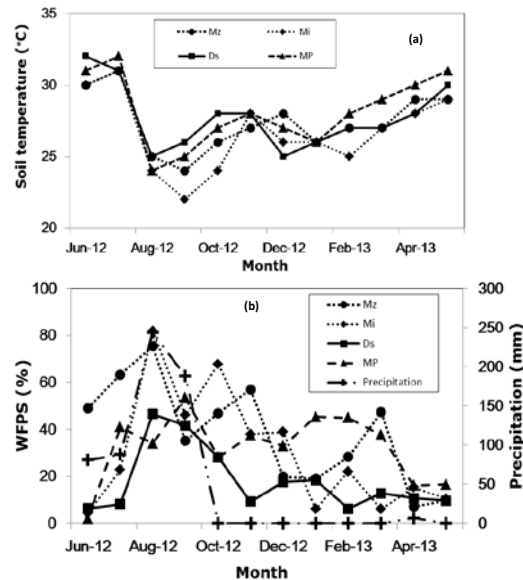 (a)
Mz
Mi
Ds
MP
Soil temperature (°C)
35
30
25
20
Jun-12
Aug-12
Oct-12
Dec-12
Feb-13
Apr-13
Month
(b)
Mz
Mi
Ds
MP
Precipitation
WFPS (%)
100
80
60
40
20
0
Precipitation (mm)
300
250
200
150
100
50
0
Jun-12
Aug-12
Oct-12
Dec-12
Feb-13
Apr-13
Month